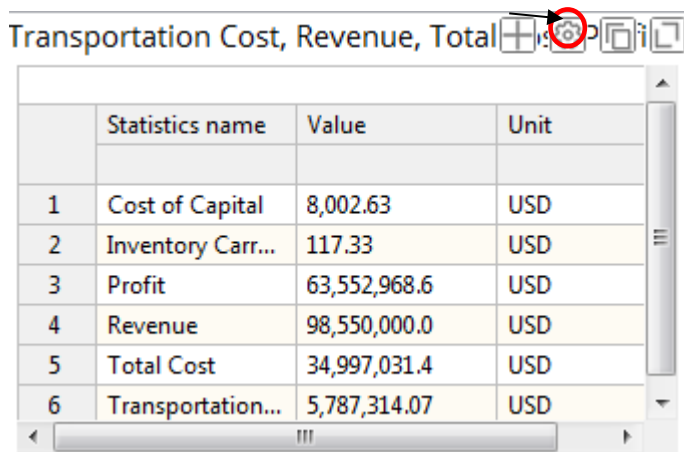 Transportation Cost, Revenue, Total
Statistics name Value Unit
1 Cost of Capital 8,002.63 USD
2 Inventory Carr... 117.33 USD
3 Profit 63,552,968.6 USD
4 Revenue 98,550,000.0 USD
5 Total Cost 34,997,031.4 USD
6 Transportation... 5,787,314.07 USD